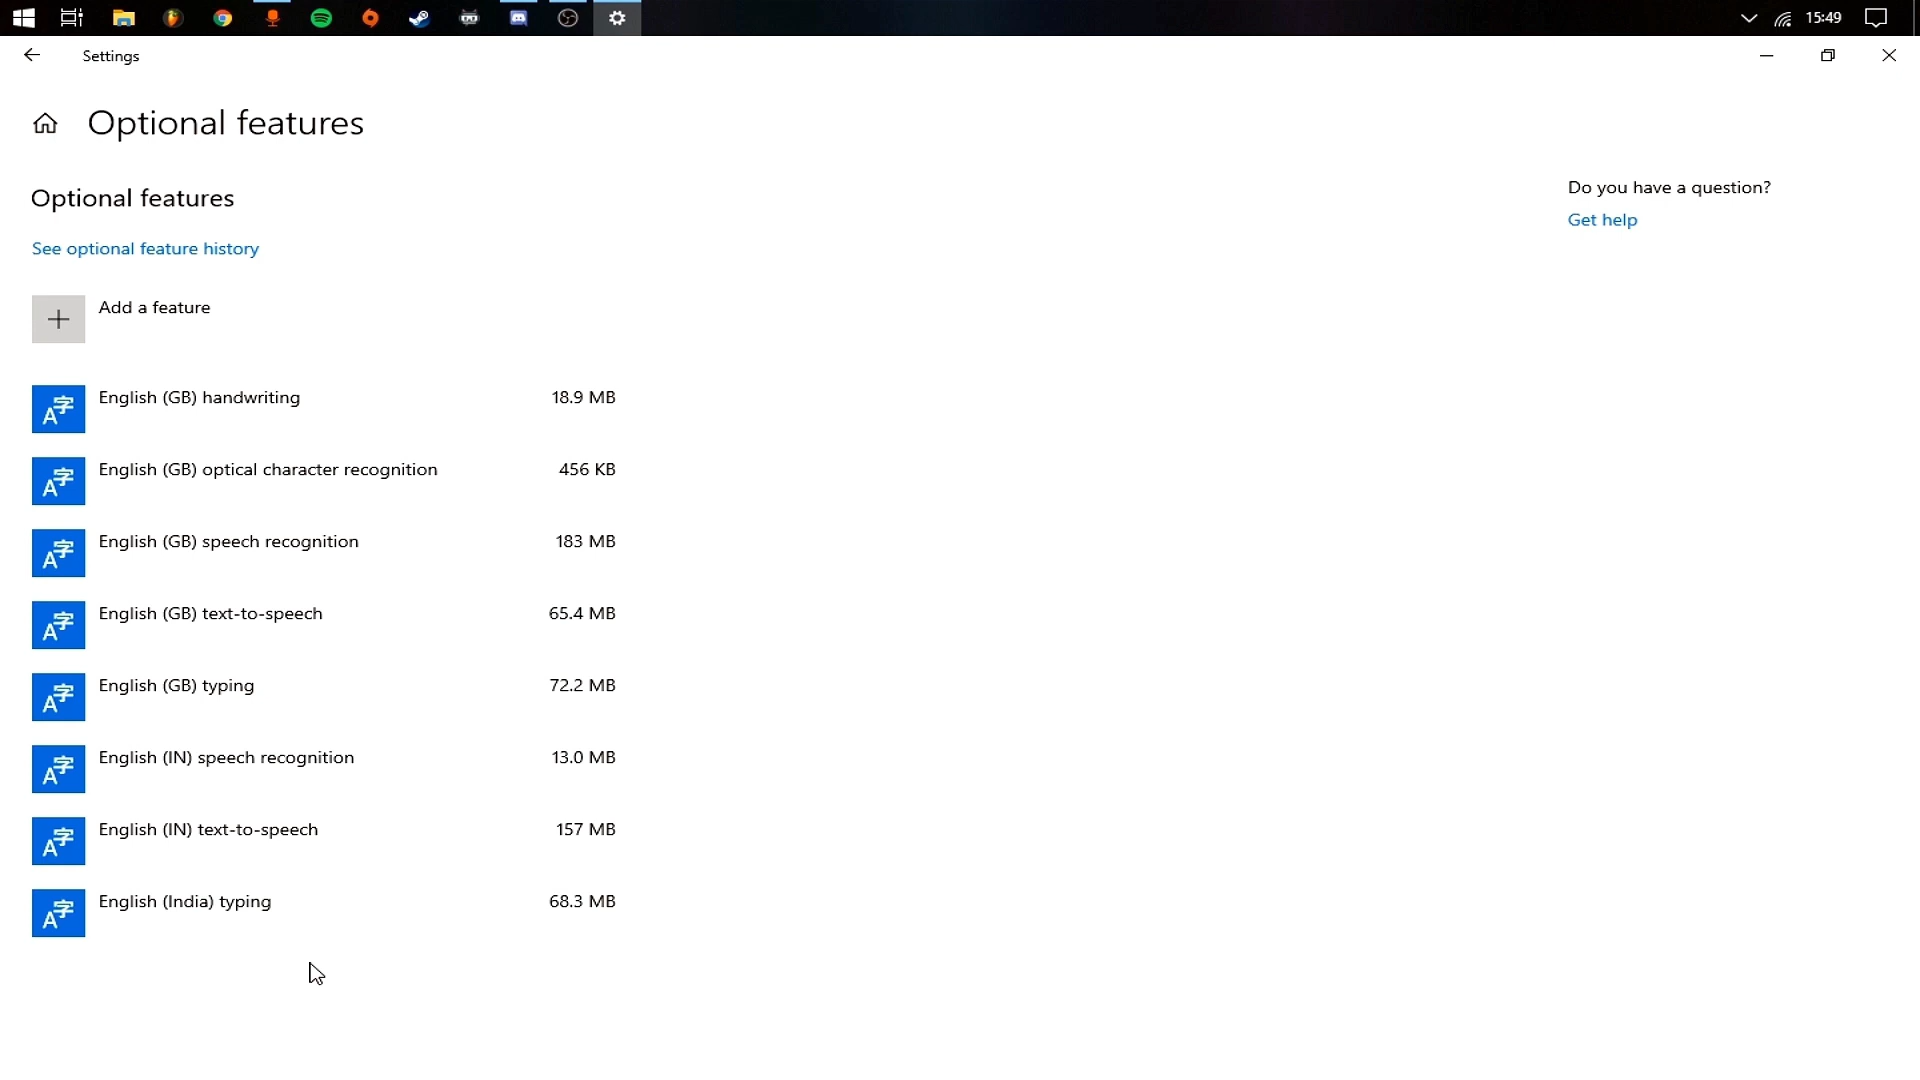 15:49
Settings
Optional features
Optional features
See optional feature history
Add a feature
English (GB) handwriting 18.9 MB
English (GB) optical character recognition 456 KB
English (GB) speech recognition 183 MB
English (GB) text-to-speech 65.4 MB
English (GB) typing 72.2 MB
English (IN) speech recognition 13.0 MB
English (IN) text-to-speech 157 MB
English (India) typing 68.3 MB
Do you have a question?
Get help